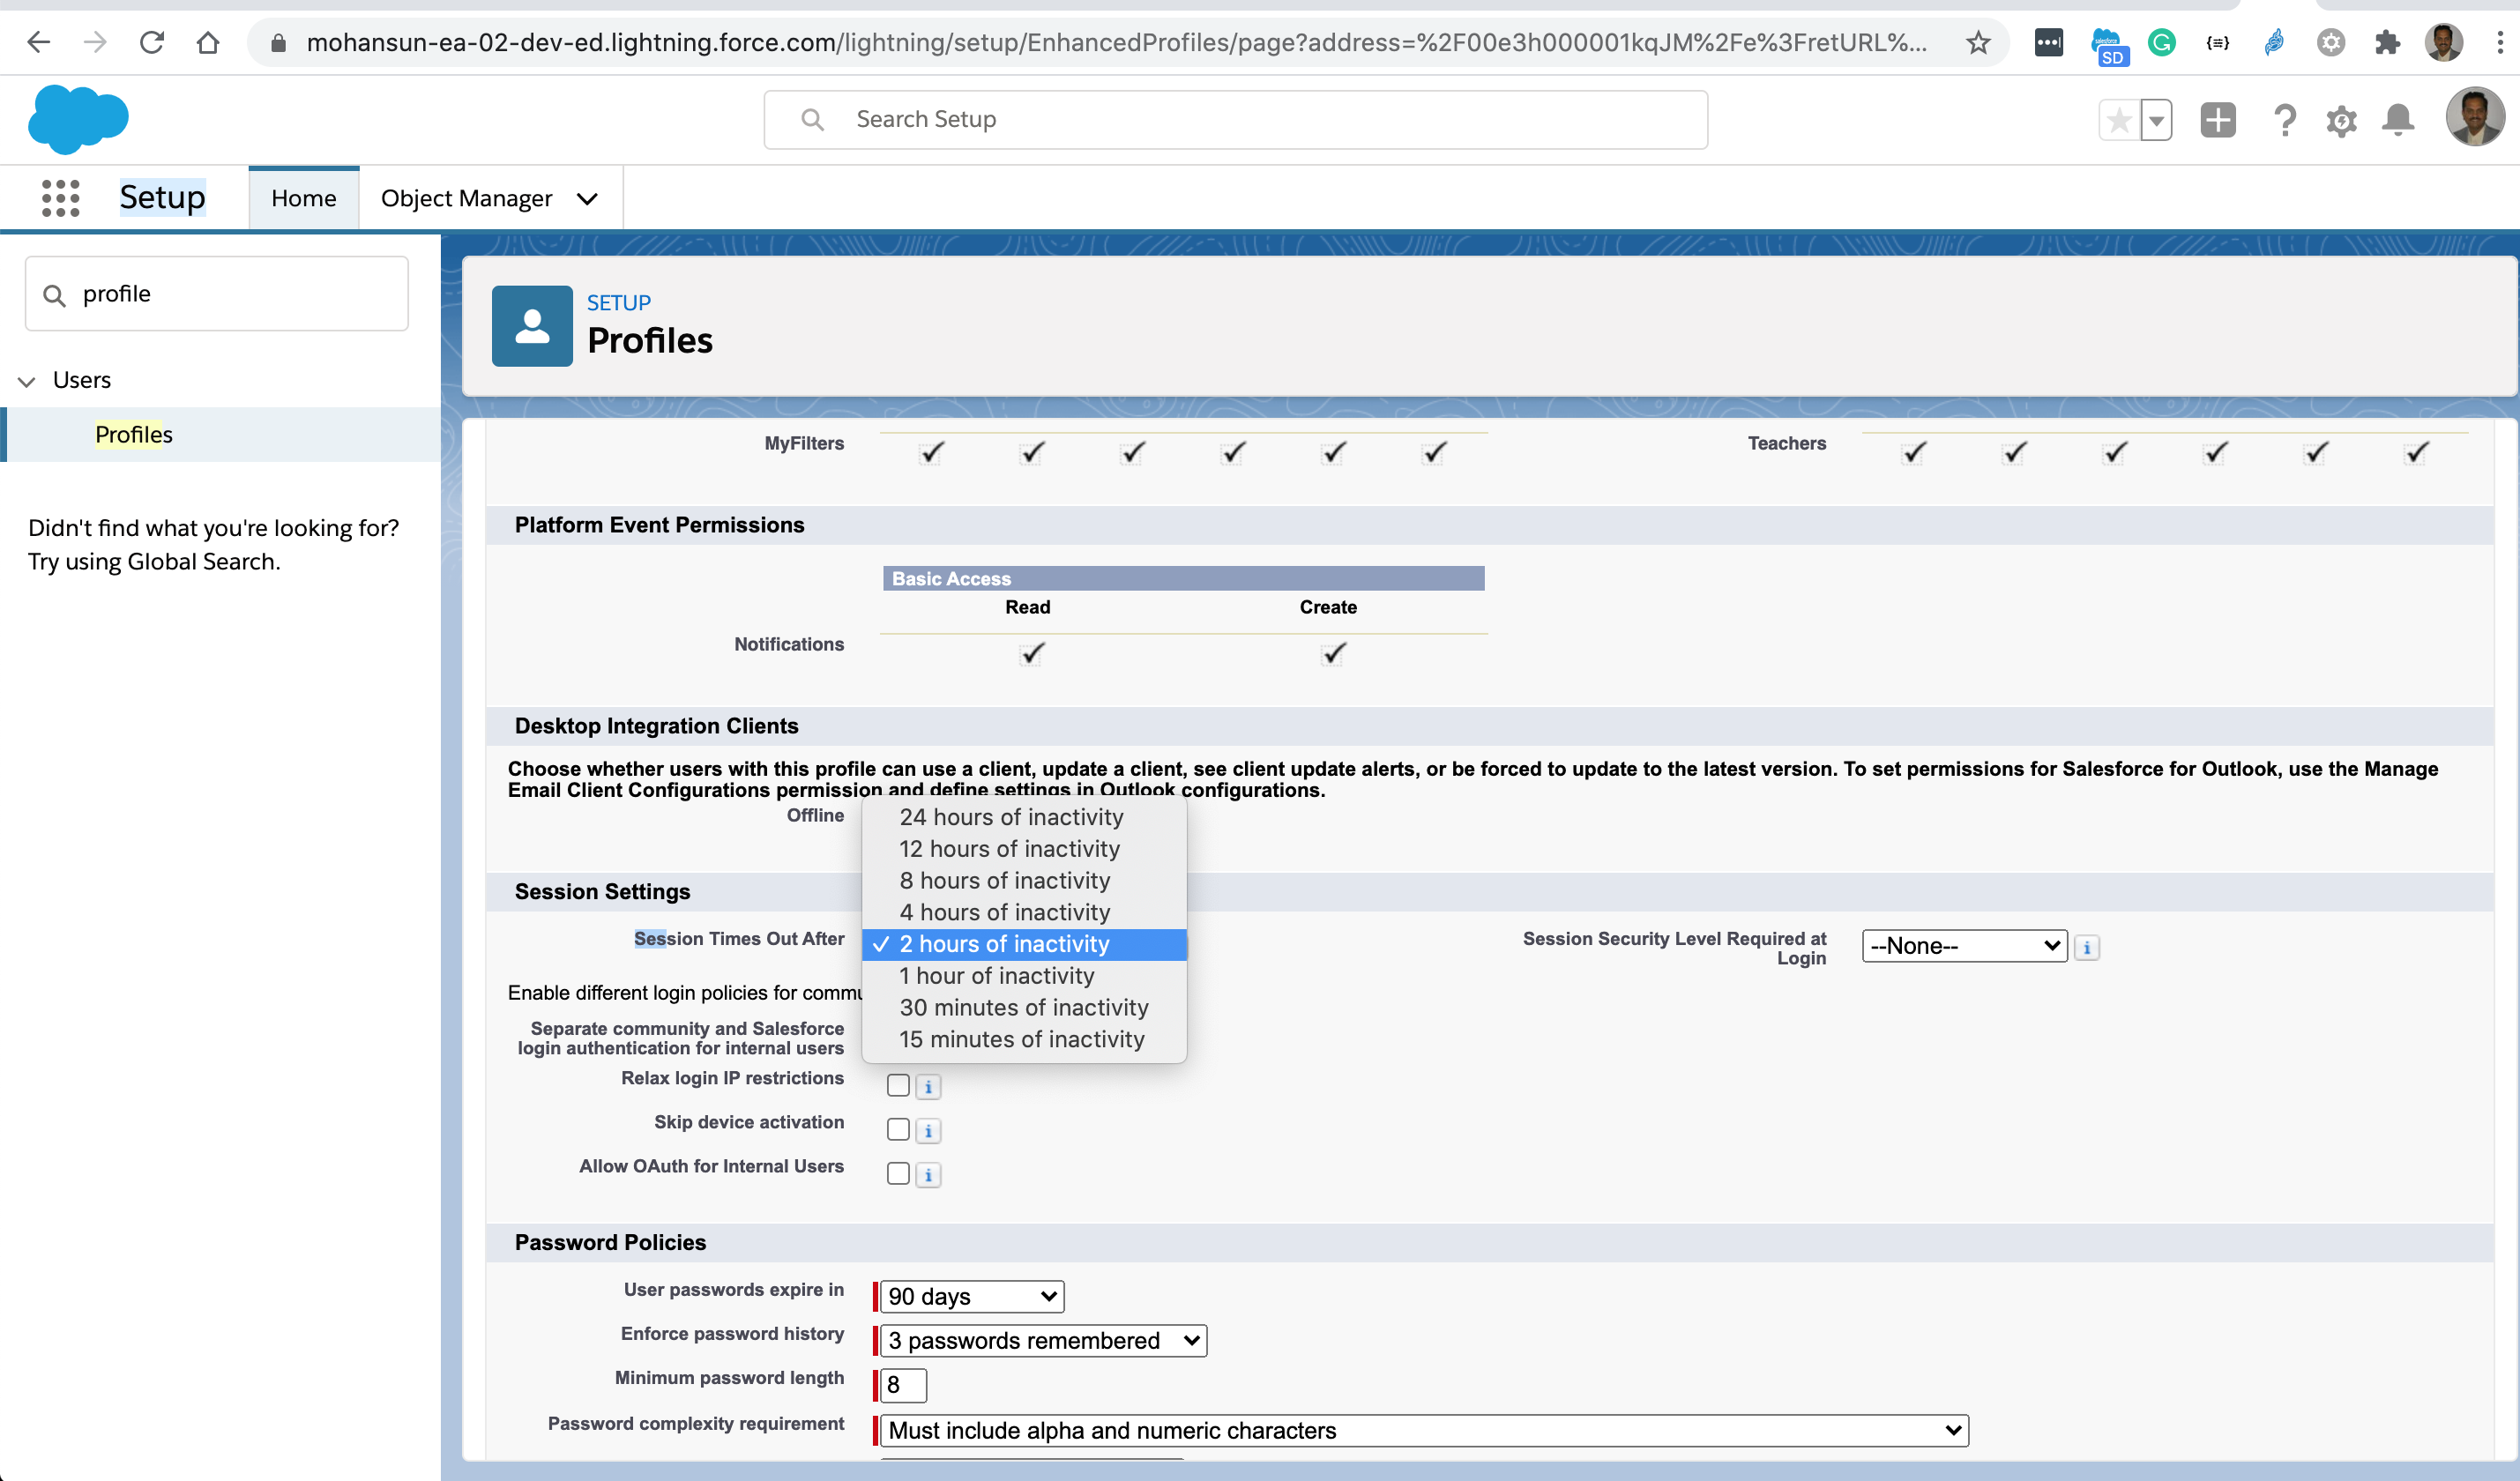 mohansun-ea-02-dev-ed.lightning.force.com/lightning/setup/EnhancedProfiles/page?address=%2F00e3h000001kqJM%2Fe%3FretURL%...
SD
Search Setup
Setup
Home
Object Manager
profile
Users
Profiles
Didn't find what you're looking for?
Try using Global Search.
SETUP
Profiles
MyFilters
Teachers
Platform Event Permissions
Basic Access
Read Create
Notifications
Desktop Integration Clients
Choose whether users with this profile can use a client, update a client, see client update alerts, or be forced to update to the latest version. To set permissions for Salesforce for Outlook, use the Manage
Email Client Configurations permission and define settings in Outlook configurations.
Offline
24 hours of inactivity
12 hours of inactivity
8 hours of inactivity
4 hours of inactivity
2 hours of inactivity
1 hour of inactivity
30 minutes of inactivity
15 minutes of inactivity
Session Settings
Session Times Out After
Session Security Level Required at
Login
--None--
Enable different login policies for commu
Separate community and Salesforce
login authentication for internal users
Relax login IP restrictions
Skip device activation
Allow OAuth for Internal Users
Password Policies
User passwords expire in 90 days
Enforce password history 3 passwords remembered
Minimum password length 8
Password complexity requirement Must include alpha and numeric characters